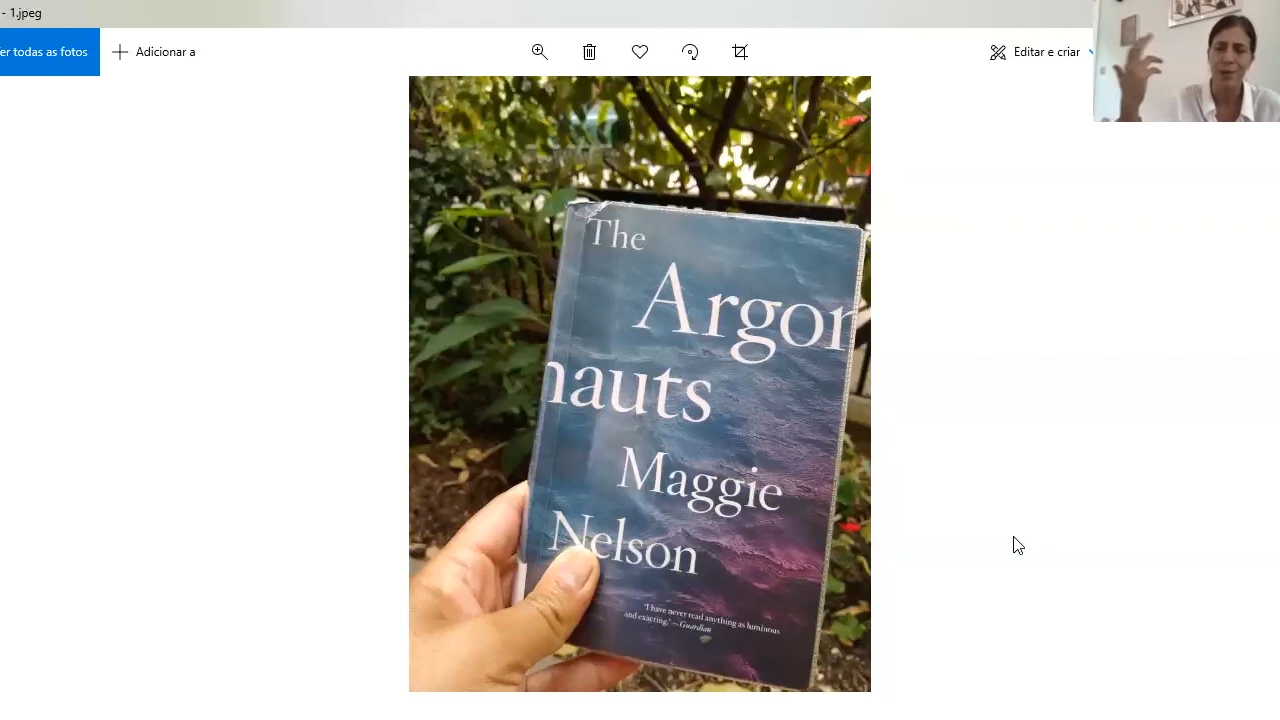 - 1.jpeg
er todas as fotos
Adicionar a
Editar e criar
The
Argon
nauts
Maggie
Nelson
'I have never read anything as luminous
and exacting.' —Guardian